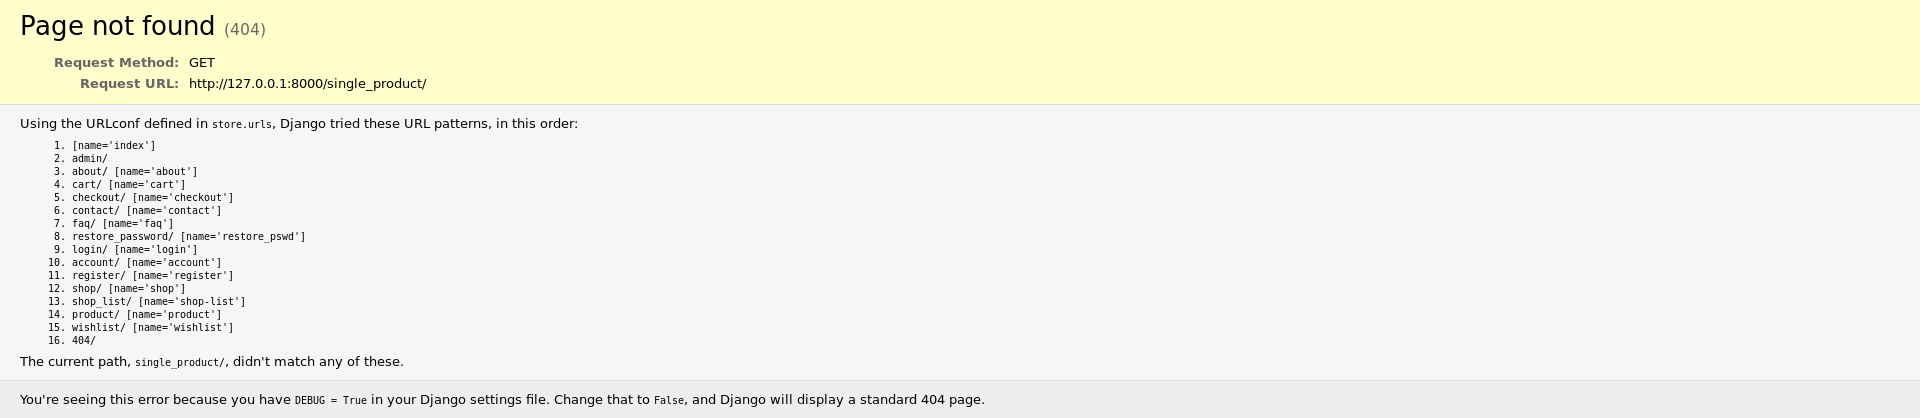 Page not found (404)
Request Method: GET
Request URL: http://127.0.0.1:8000/single_product/
Using the URLconf defined in store.urls, Django tried these URL patterns, in this order:
1. [name='index']
2. admin/
3. about/ [name='about']
4. cart/ [name='cart']
5. checkout/ [name='checkout']
6. contact/ [name='contact']
7. faq/ [name='faq']
8. restore_password/ [name='restore_pswd']
9. login/ [name='login']
10. account/ [name='account']
11. register/ [name='register']
12. shop/ [name='shop']
13. shop_list/ [name='shop-list']
14. product/ [name='product']
15. wishlist/ [name='wishlist']
16. 404/
The current path, single_product/, didn't match any of these.
You're seeing this error because you have DEBUG = True in your Django settings file. Change that to False, and Django will display a standard 404 page.